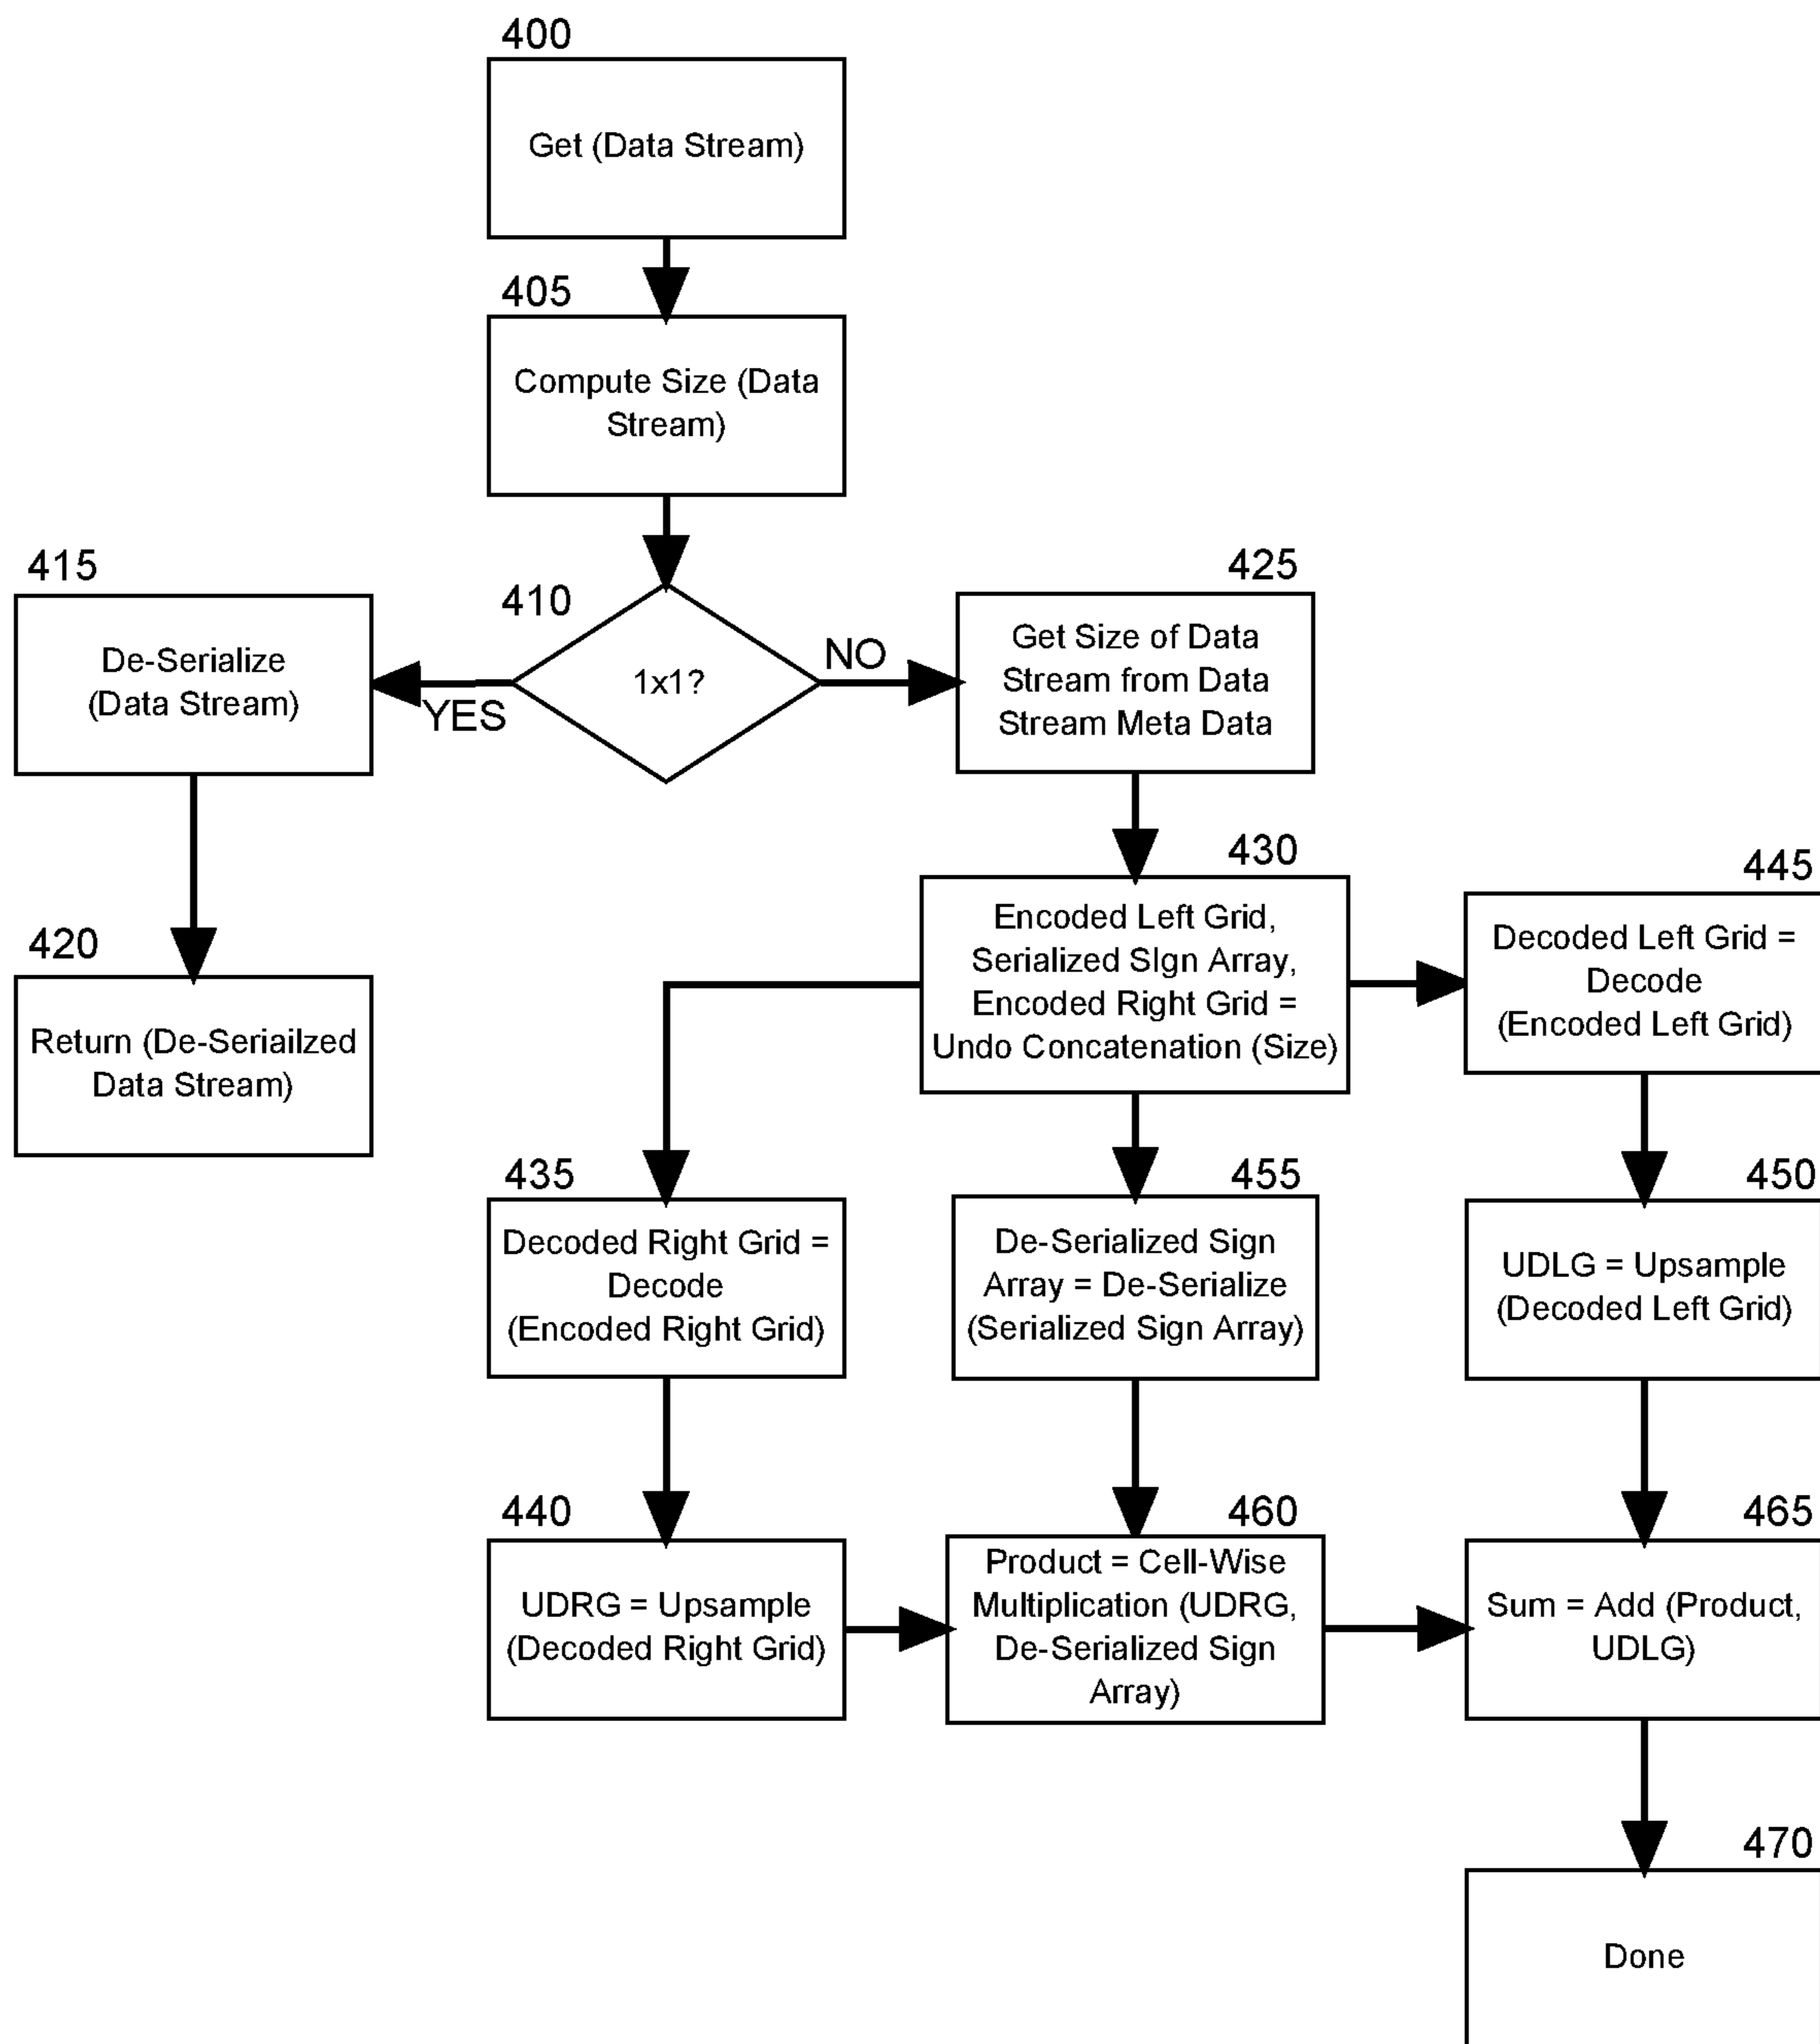 400
Get (Data Stream)
405
Compute Size (Data
Stream)
410
1x1?
YES
NO
415
De-Serialize
(Data Stream)
420
Return (De-Seriailzed
Data Stream)
425
Get Size of Data
Stream from Data
Stream Meta Data
430
Encoded Left Grid,
Serialized SIgn Array,
Encoded Right Grid =
Undo Concatenation (Size)
445
Decoded Left Grid =
Decode
(Encoded Left Grid)
435
Decoded Right Grid =
Decode
(Encoded Right Grid)
455
De-Serialized Sign
Array = De-Serialize
(Serialized Sign Array)
450
UDLG = Upsample
(Decoded Left Grid)
440
UDRG = Upsample
(Decoded Right Grid)
460
Product = Cell-Wise
Multiplication (UDRG,
De-Serialized Sign
Array)
465
Sum = Add (Product,
UDLG)
470
Done